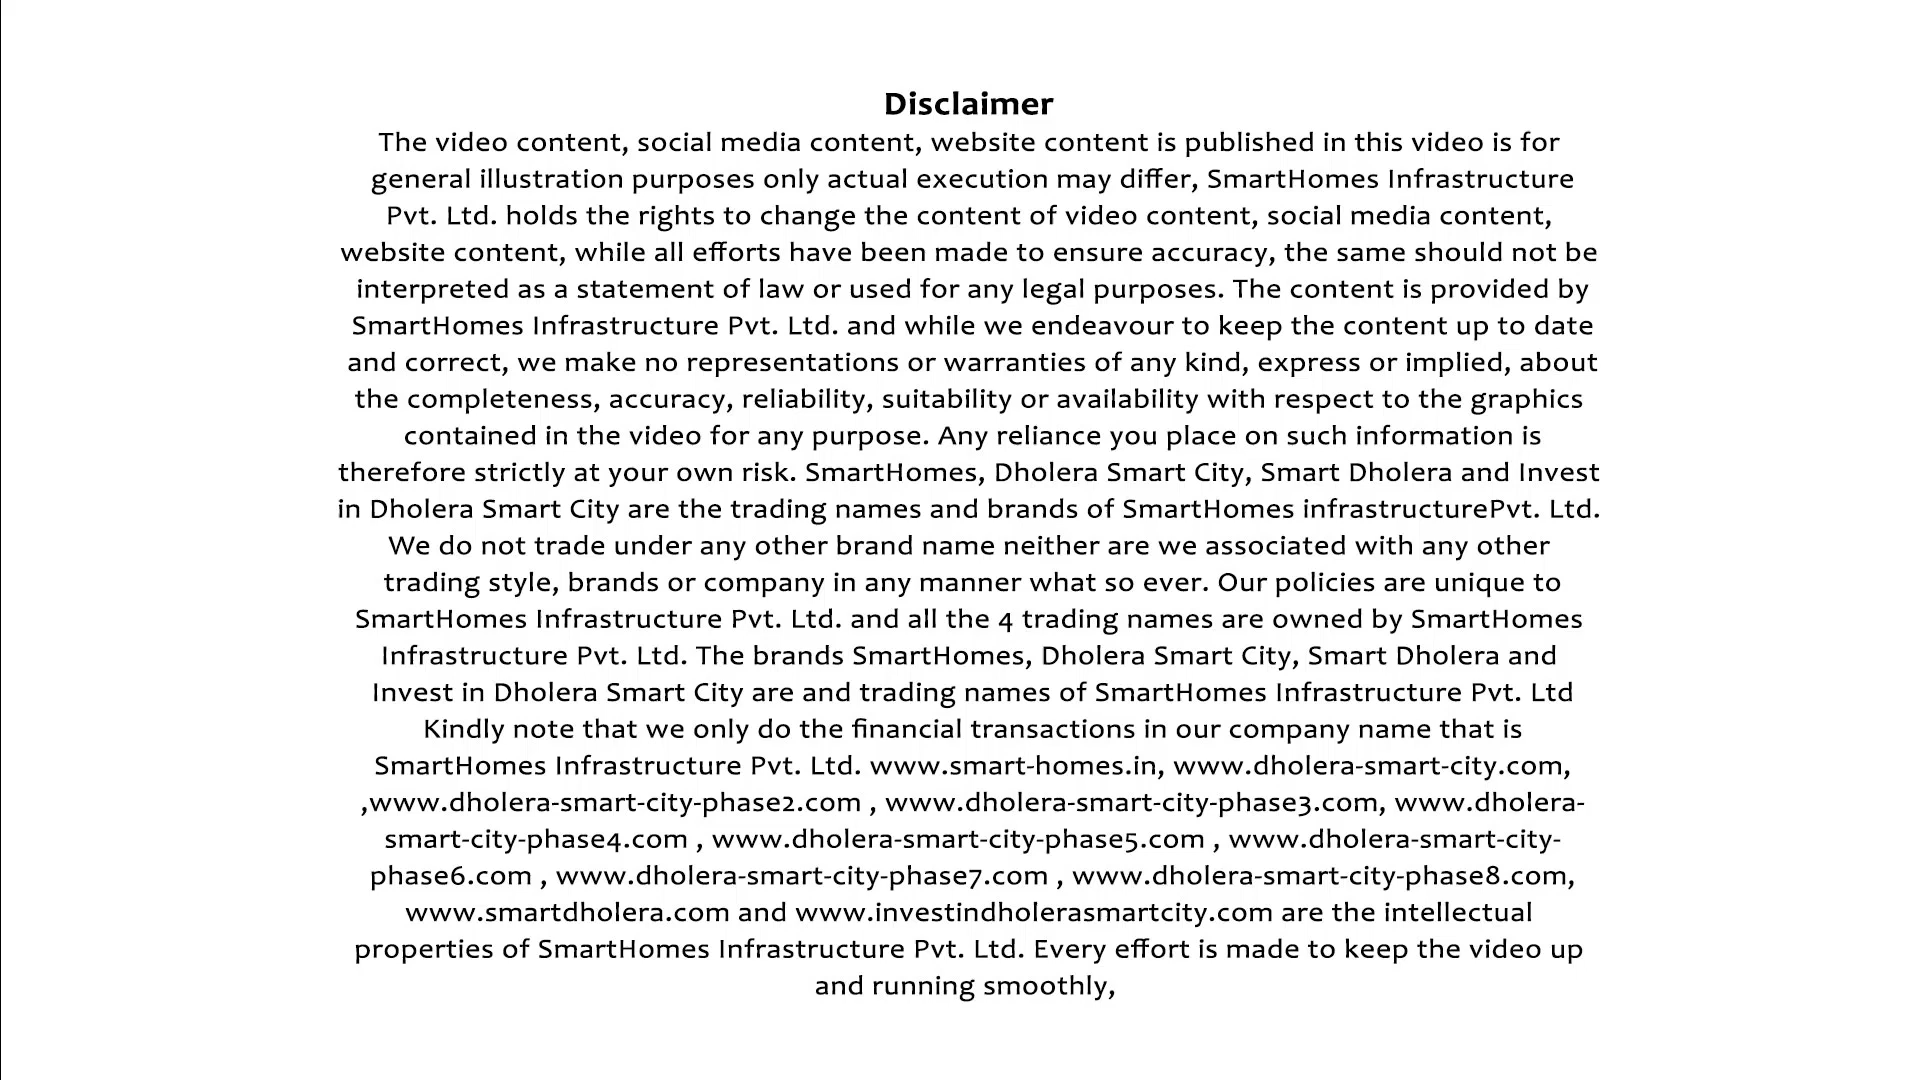 Disclaimer
The video content, social media content, website content is published in this video is for
general illustration purposes only actual execution may differ, SmartHomes Infrastructure
Pvt. Ltd. holds the rights to change the content of video content, social media content,
website content, while all efforts have been made to ensure accuracy, the same should not be
interpreted as a statement of law or used for any legal purposes. The content is provided by
SmartHomes Infrastructure Pvt. Ltd. and while we endeavour to keep the content up to date
and correct, we make no representations or warranties of any kind, express or implied, about
the completeness, accuracy, reliability, suitability or availability with respect to the graphics
contained in the video for any purpose. Any reliance you place on such information is
therefore strictly at your own risk. SmartHomes, Dholera Smart City, Smart Dholera and Invest
in Dholera Smart City are the trading names and brands of SmartHomes infrastructurePvt. Ltd.
We do not trade under any other brand name neither are we associated with any other
trading style, brands or company in any manner what so ever. Our policies are unique to
SmartHomes Infrastructure Pvt. Ltd. and all the 4 trading names are owned by SmartHomes
Infrastructure Pvt. Ltd. The brands SmartHomes, Dholera Smart City, Smart Dholera and
Invest in Dholera Smart City are and trading names of SmartHomes Infrastructure Pvt. Ltd
Kindly note that we only do the financial transactions in our company name that is
SmartHomes Infrastructure Pvt. Ltd. www.smart-homes.in, www.dholera-smart-city.com,
,www.dholera-smart-city-phase2.com , www.dholera-smart-city-phase3.com, www.dholera-
smart-city-phase4.com , www.dholera-smart-city-phase5.com , www.dholera-smart-city-
phase6.com , www.dholera-smart-city-phase7.com , www.dholera-smart-city-phase8.com,
www.smartdholera.com and www.investindholerasmartcity.com are the intellectual
properties of SmartHomes Infrastructure Pvt. Ltd. Every effort is made to keep the video up
and running smoothly,